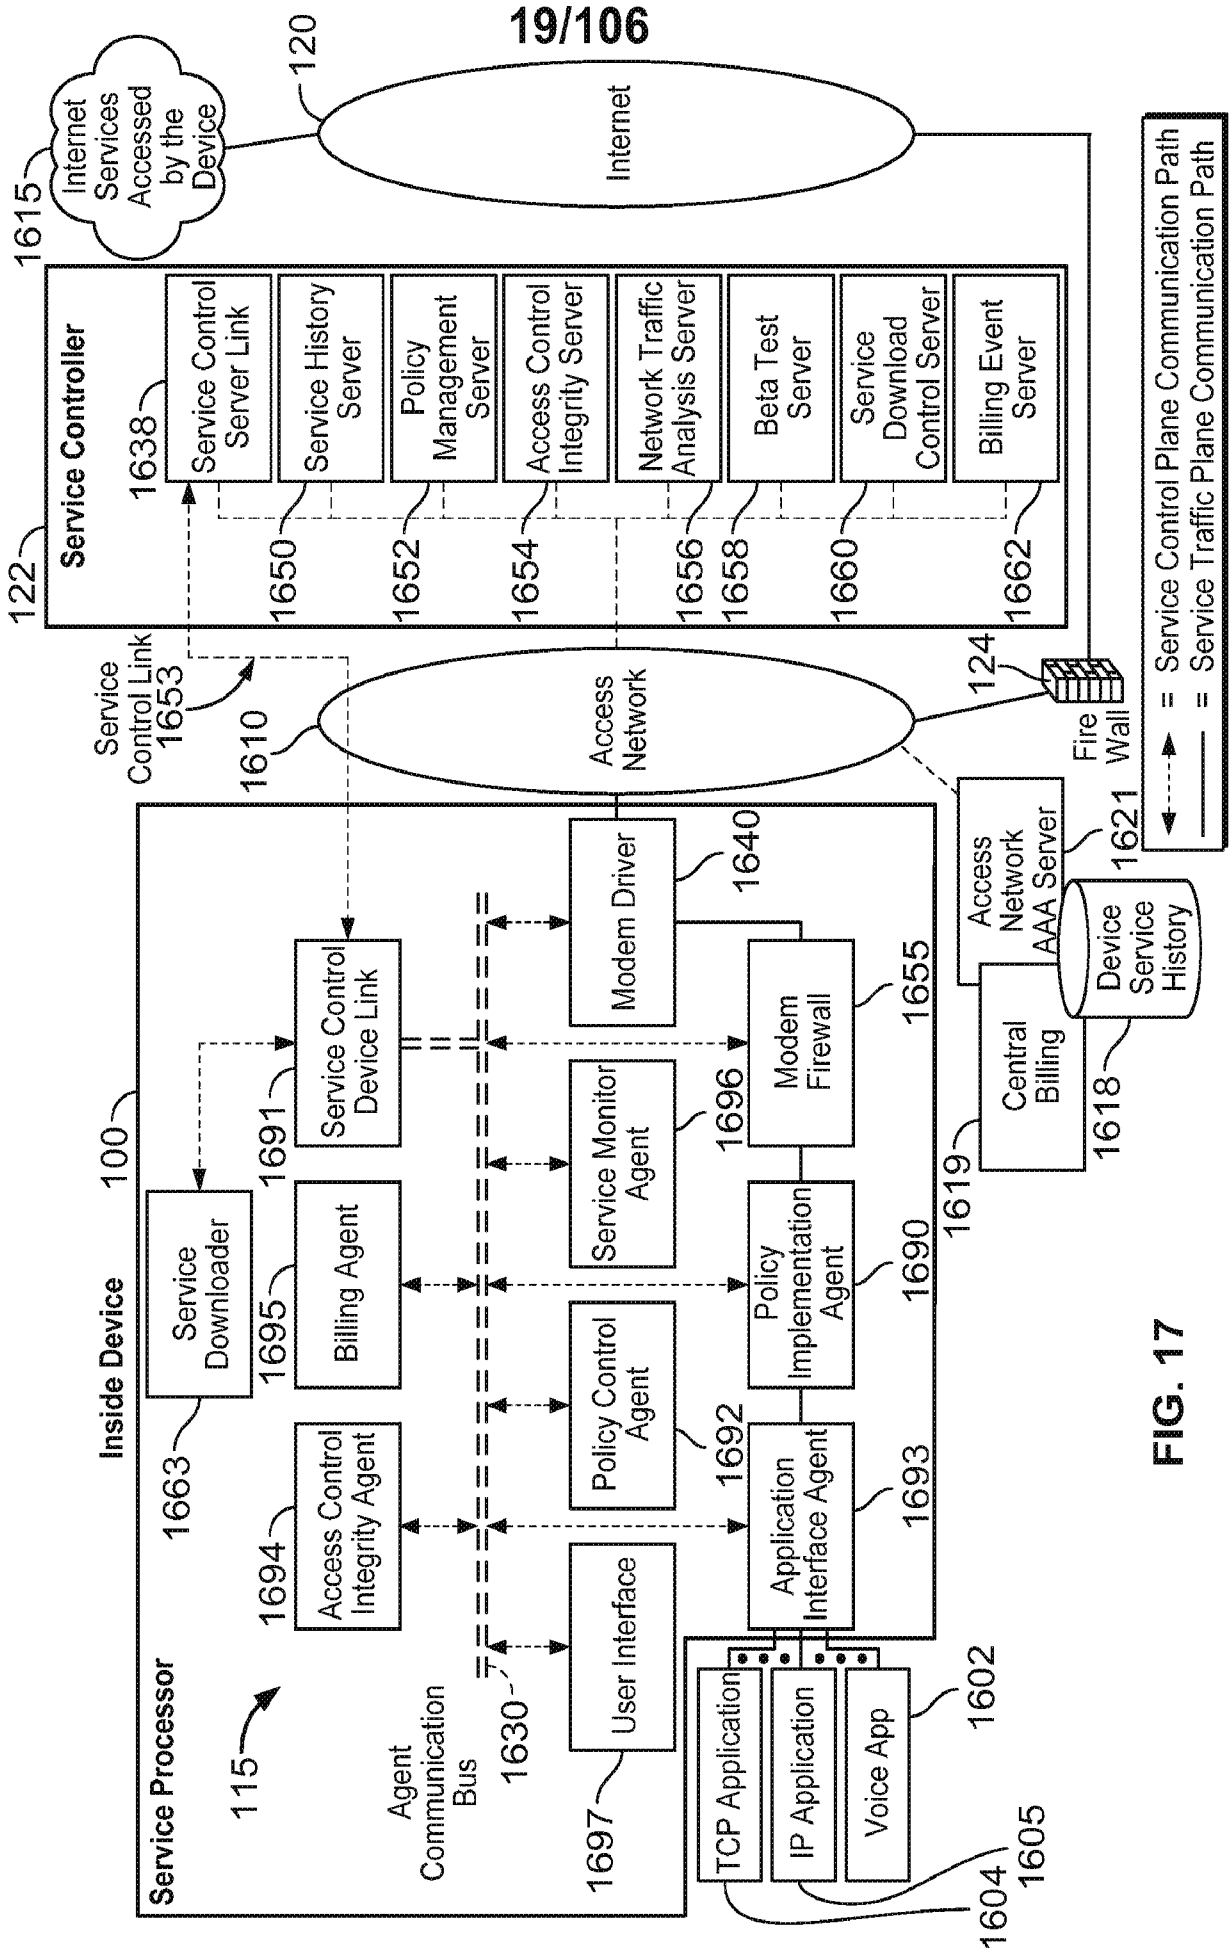 19/106
Service Processor
115
Inside Device
100
Service
Downloader
1663
Access Control
Integrity Agent
1694
Billing Agent
1695
Service Control
Device Link
1691
Agent
Communication
Bus
1630
User Interface
1697
Policy Control
Agent
1692
Service Monitor
Agent
1696
Modem Driver
1640
Application
Interface Agent
1693
Policy
Implementation
Agent
1690
Modem
Firewall
1655
TCP Application
1604
IP Application
1605
Voice App
1602
Service
Control Link
1653
1610
Access
Network
122
Service Controller
1638
Service Control
Server Link
1650
Service History
Server
1652
Policy
Management
Server
1654
Access Control
Integrity Server
1656
Network Traffic
Analysis Server
1658
Beta Test
Server
1660
Service
Download
Control Server
1662
Billing Event
Server
1615
Internet
Services
Accessed
by the
Device
120
Internet
124
Fire
Wall
Access
Network
AAA Server
1621
Central
Billing
1619
Device
Service
History
1618
= Service Control Plane Communication Path
= Service Traffic Plane Communication Path
FIG. 17